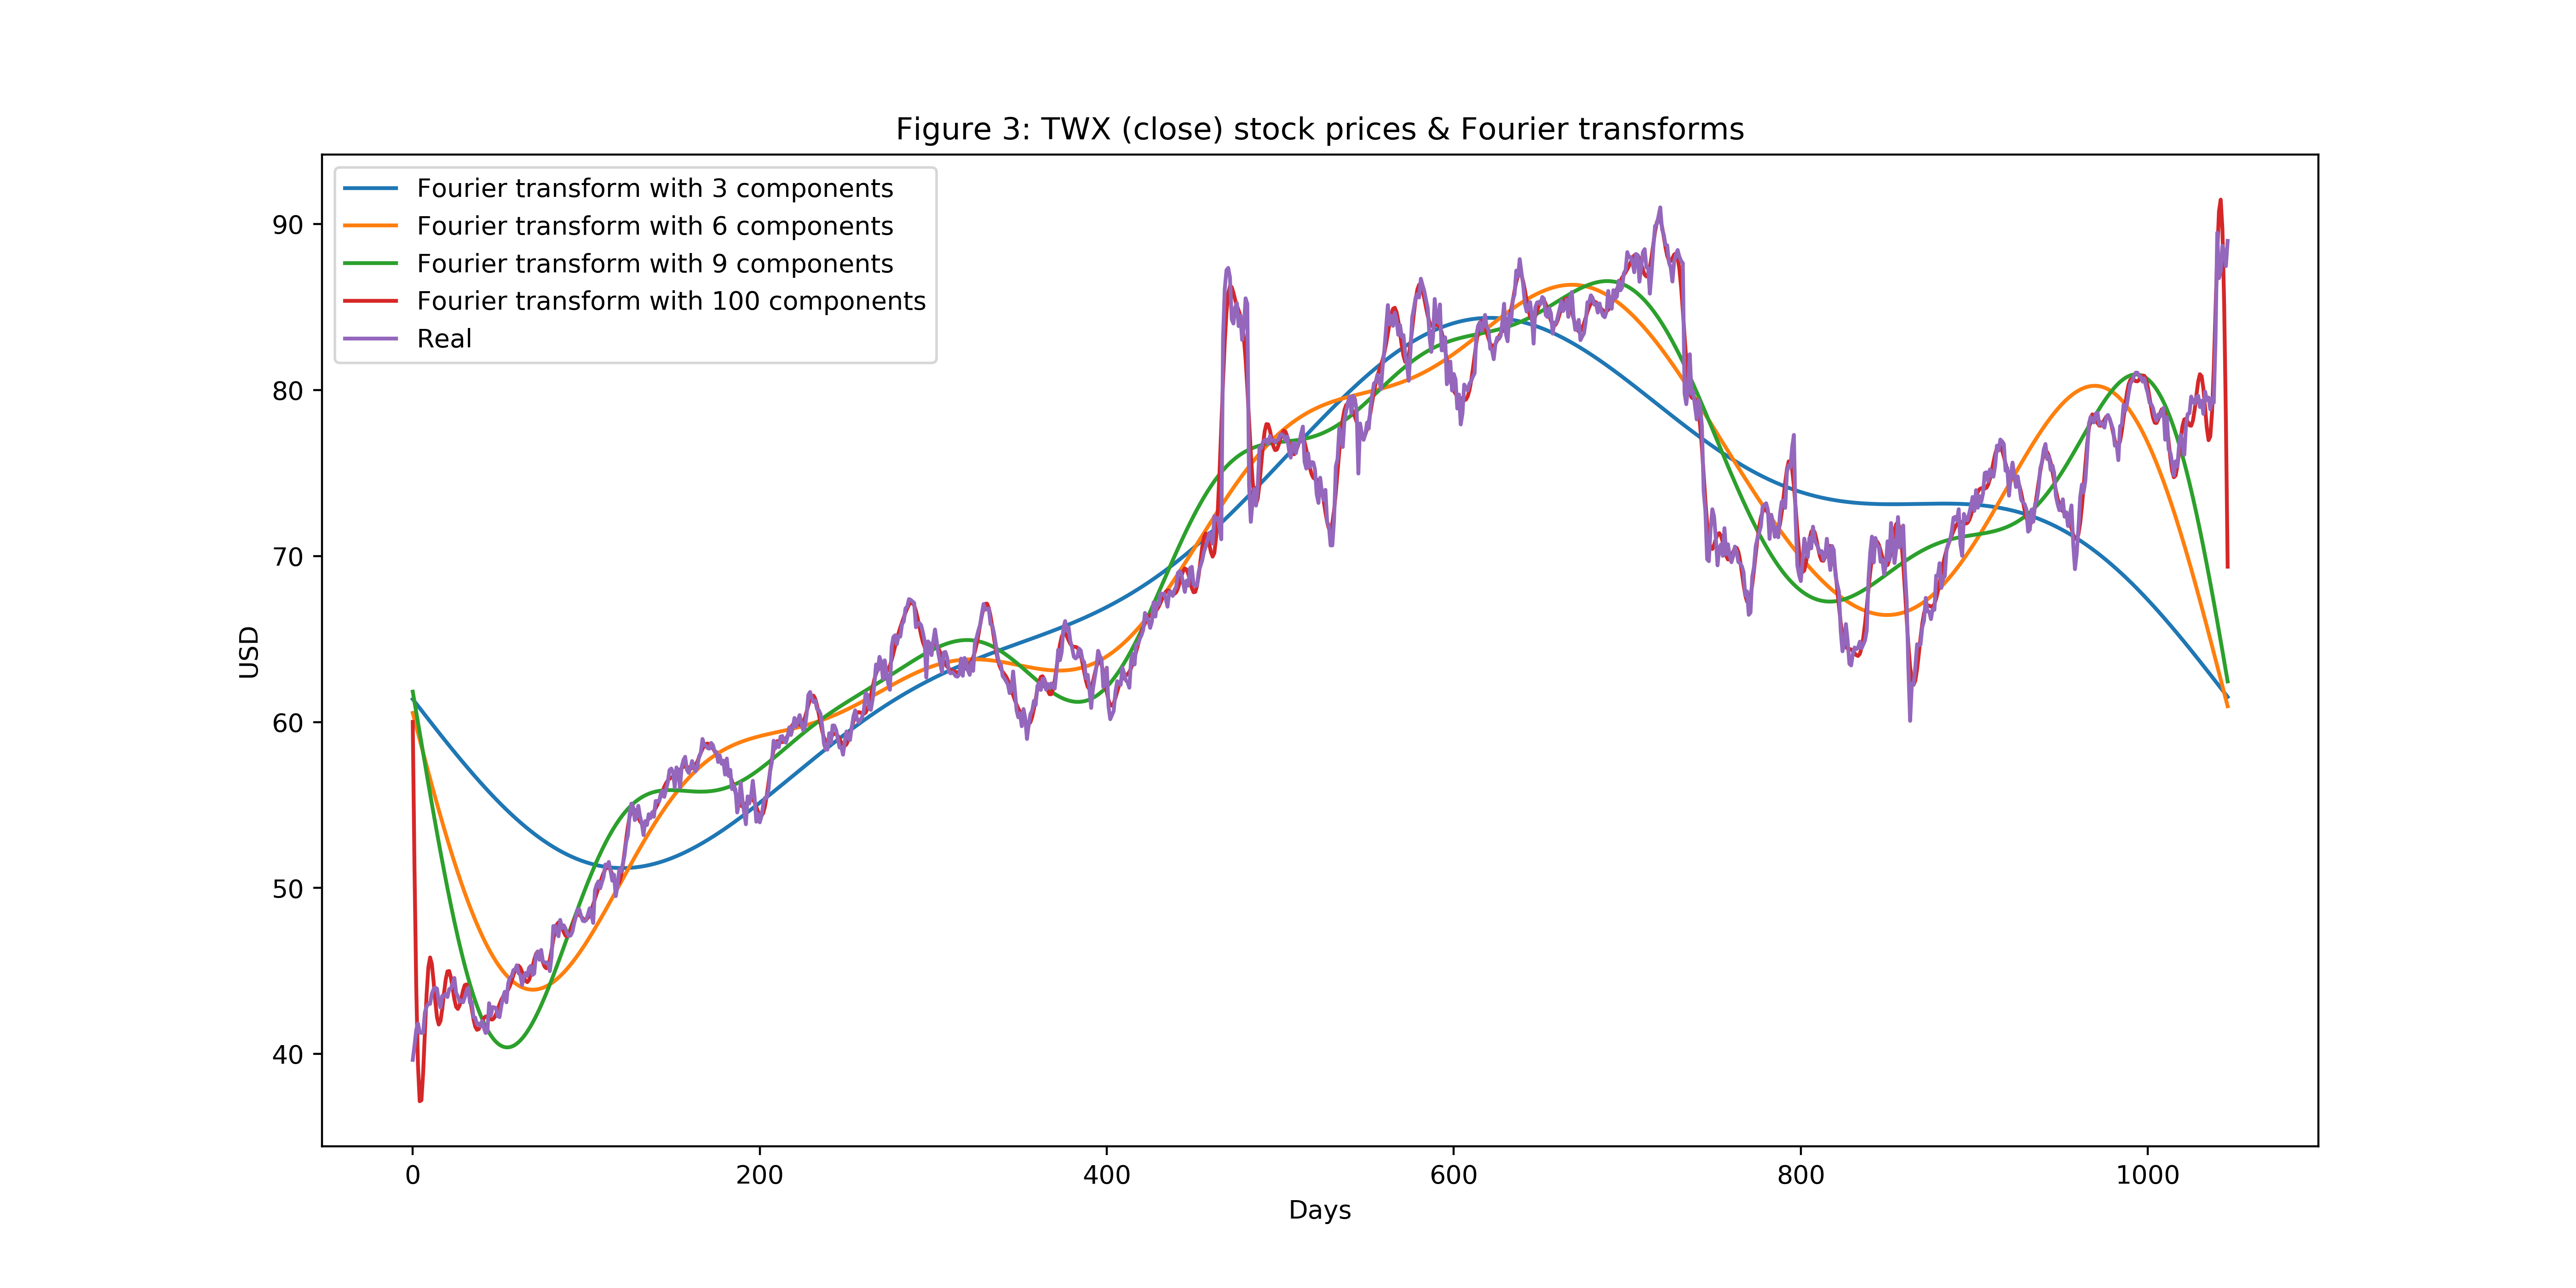 Figure 3: TWX (close) stock prices & Fourier transforms
Fourier transform with 3 components
Fourier transform with 6 components
Fourier transform with 9 components
Fourier transform with 100 components
Real
90
80
70
60
50
40
USD
0 200 400 600 800 1000
Days